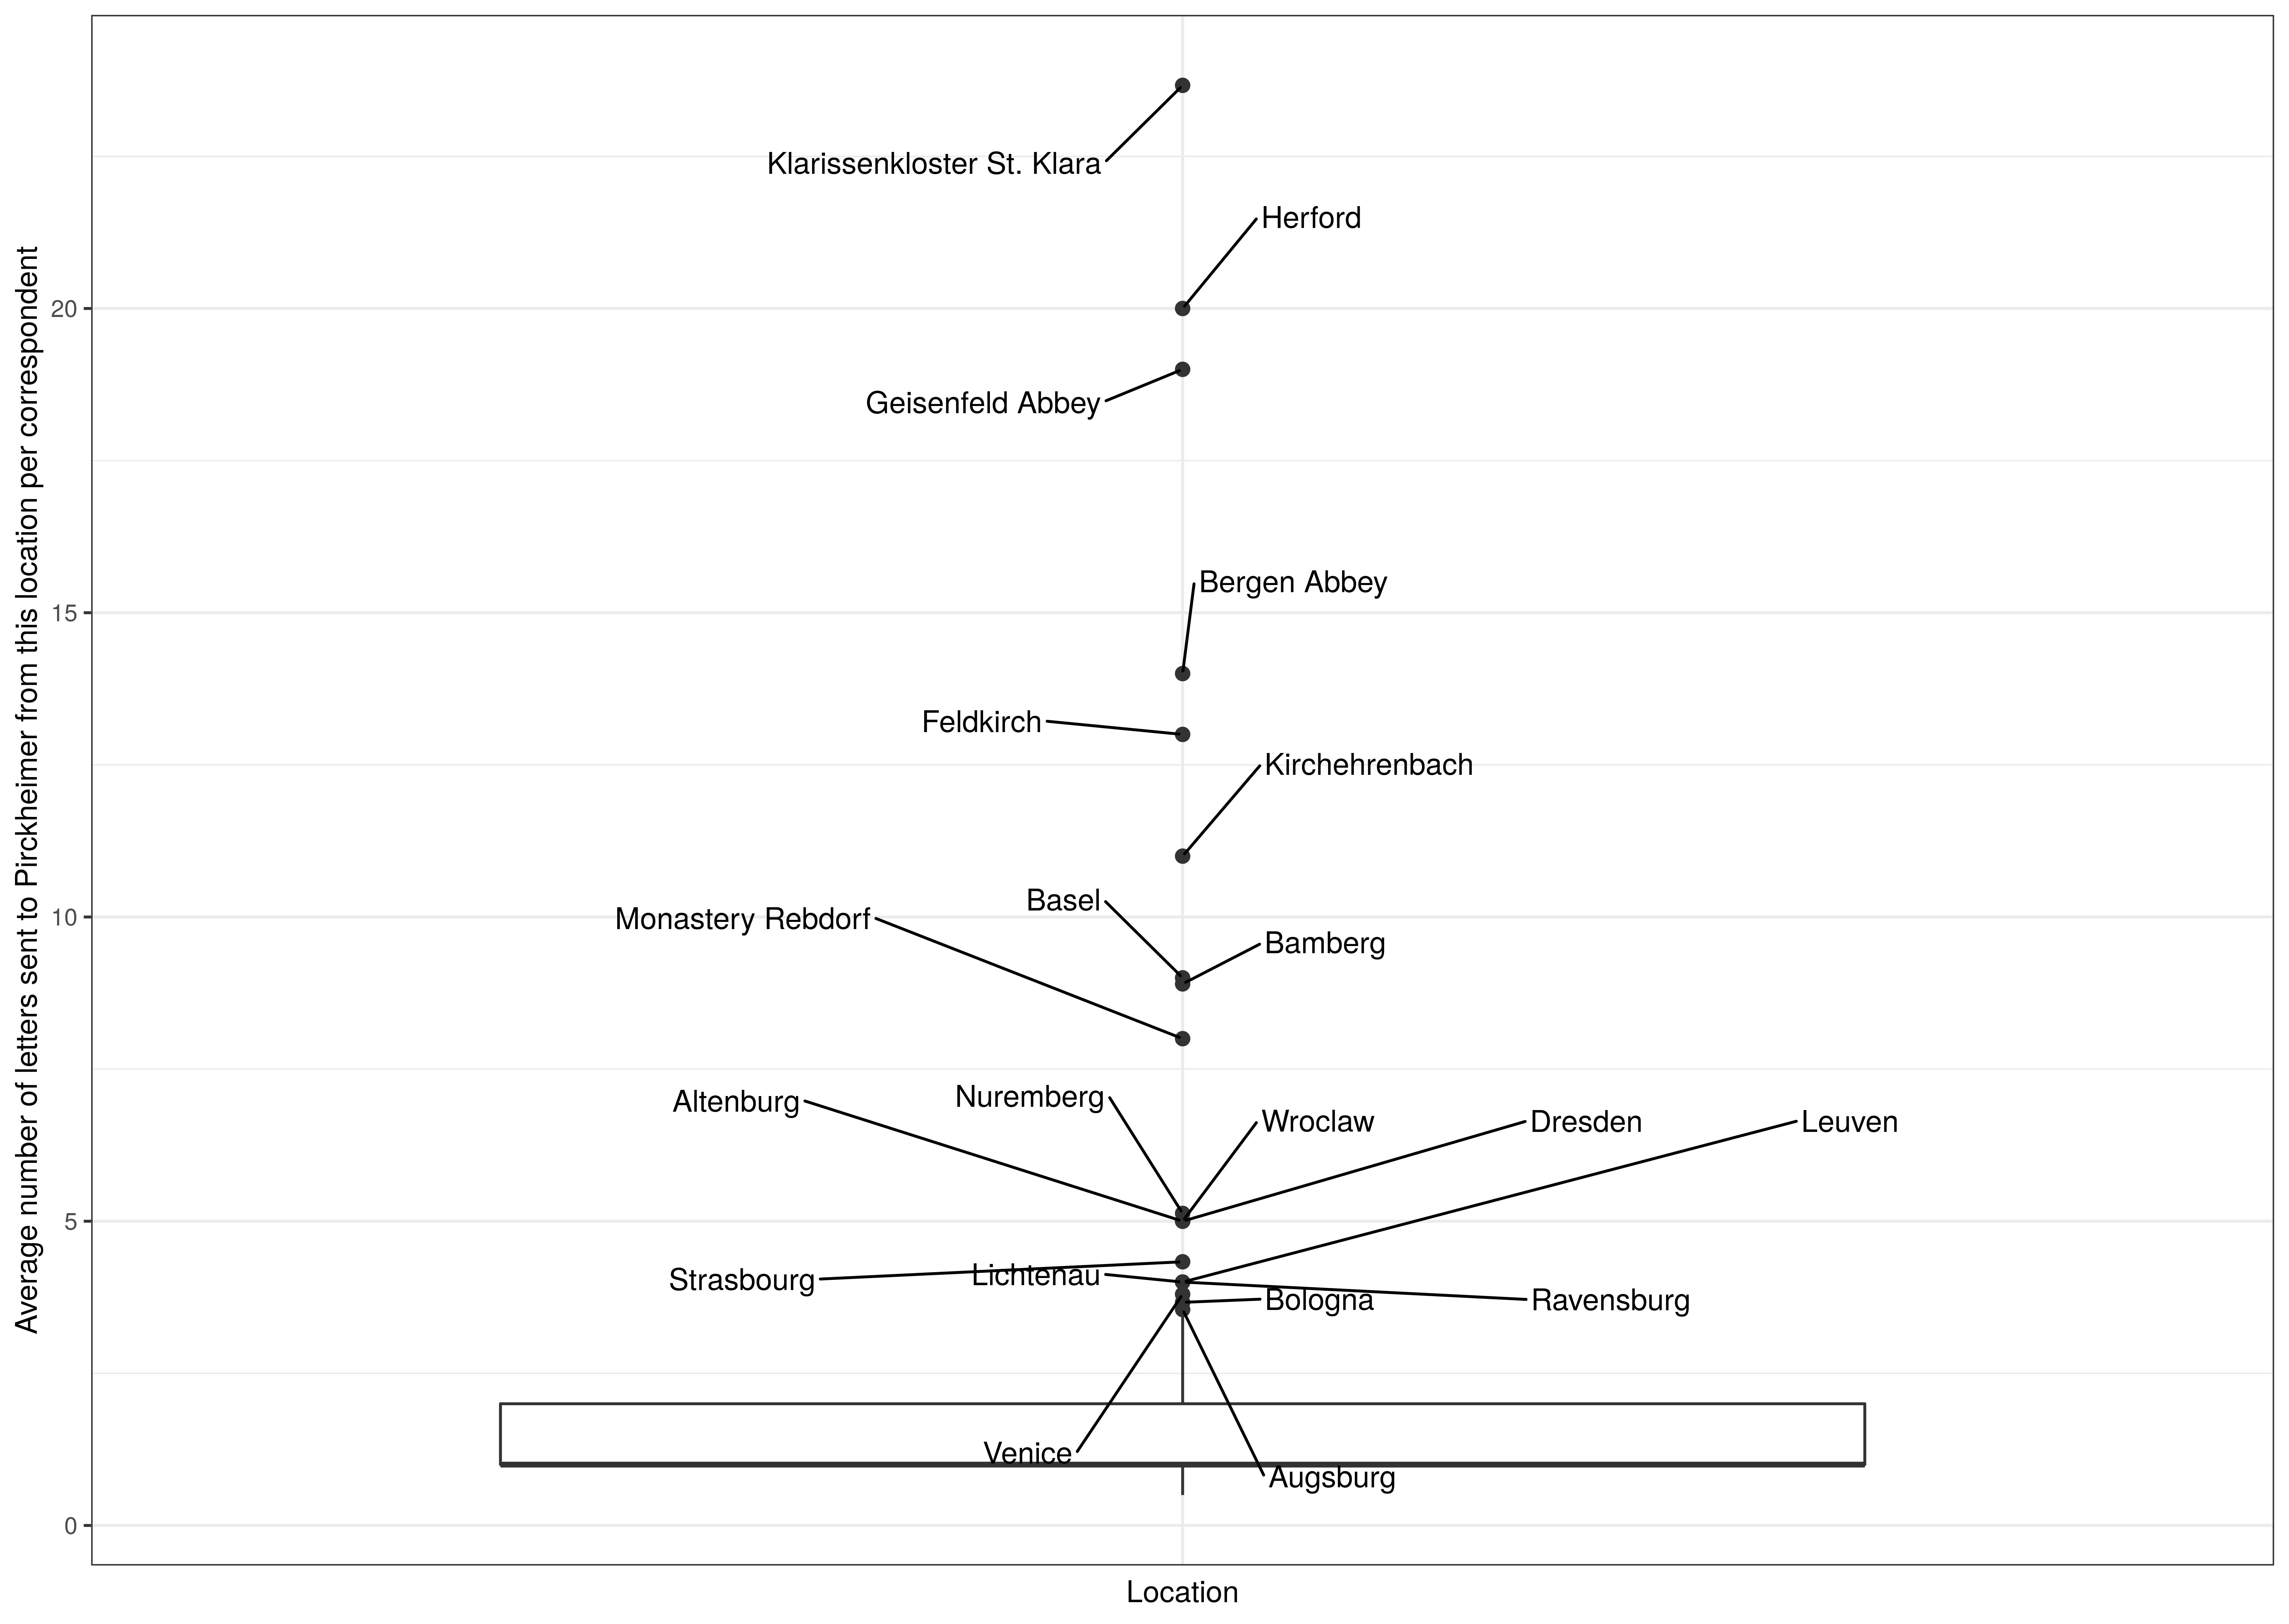 Average number of letters sent to Pirckheimer from this location per correspondent
Klarissenkloster St. Klara
Herford
20
Geisenfeld Abbey
Bergen Abbey
15
Feldkirch
Kirchehrenbach
Basel
10
Monastery Rebdorf
Bamberg
Altenburg
Nuremberg
Wroclaw
Dresden
Leuven
5
Strasbourg
Lichtenau
Bologna
Ravensburg
Venice
Augsburg
0
Location